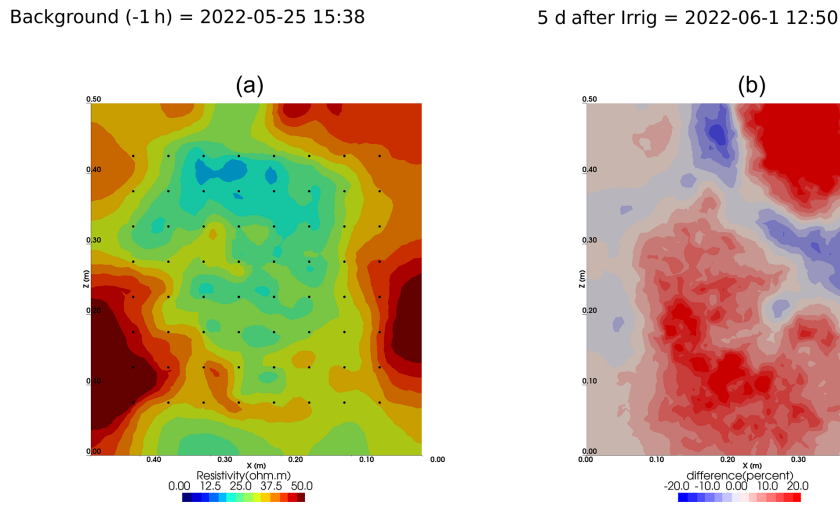 Background (-1 h) = 2022-05-25 15:38
5 d after Irrig = 2022-06-1 12:50
(a)
(b)
0.50
0.40
0.30
Z (m)
0.20
0.10
0.00
0.40
0.30
0.20
0.10
0.00
X (m)
Resistivity(ohm.m)
0.00 12.5 25.0 37.5 50.0
0.50
0.40
0.30
Z (m)
0.20
0.10
0.00
0.00
0.10
0.20
0.30
X (m)
difference(percent)
-20.0 -10.0 0.00 10.0 20.0